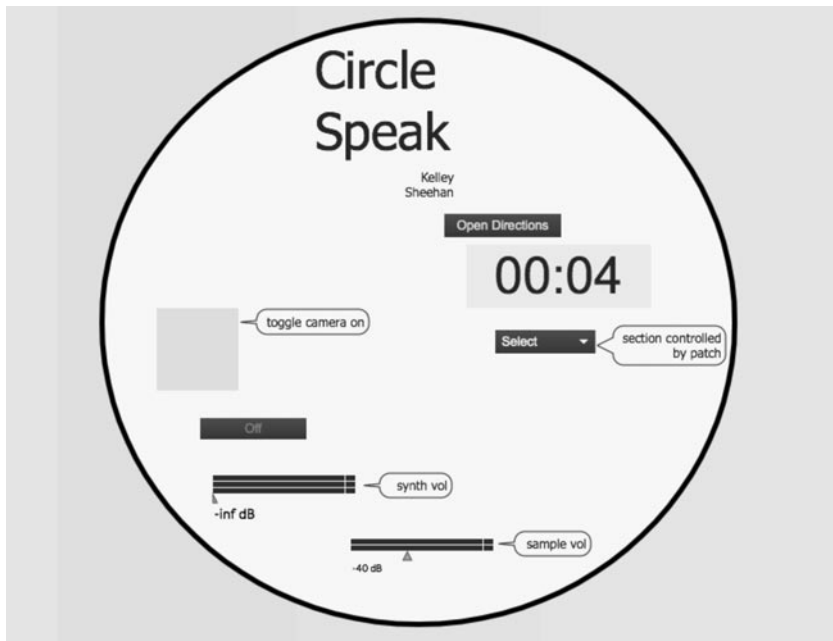 Circle
Speak
Kelley
Sheehan
Open Directions
00:04
toggle camera on
Select
section controlled
by patch
Off
synth vol
-inf dB
sample vol
-40 dB